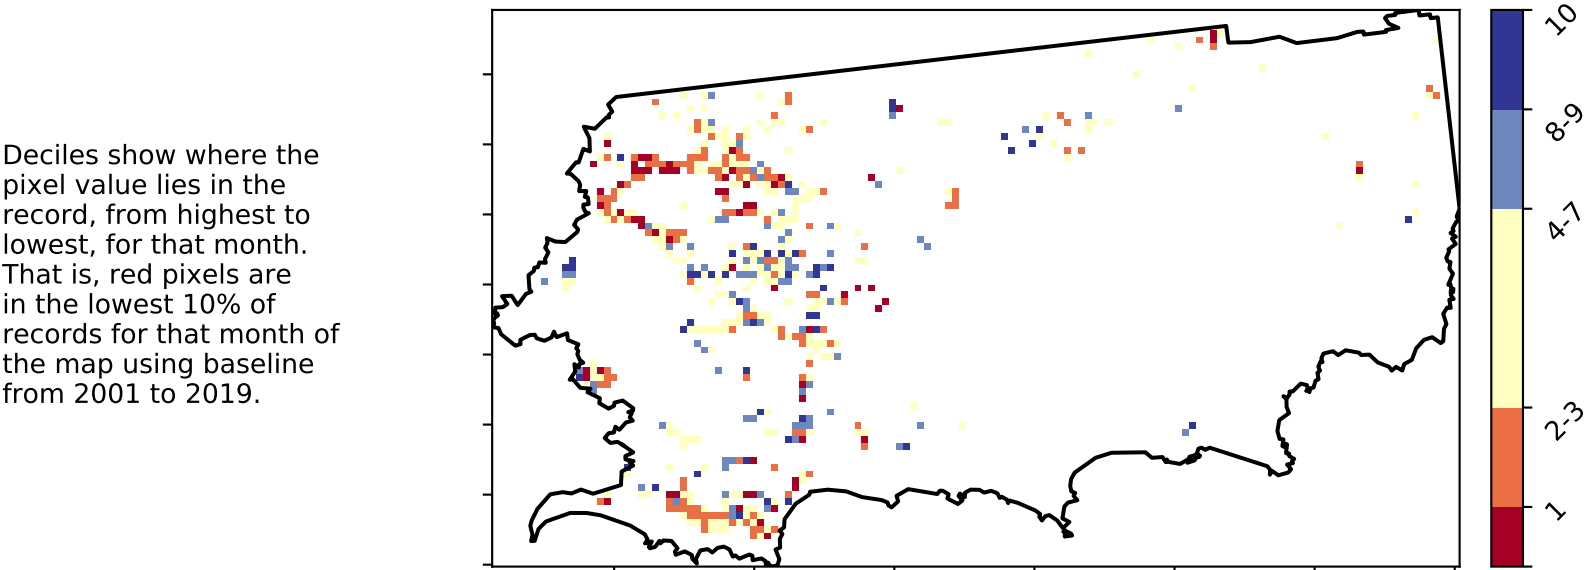 Deciles show where the
pixel value lies in the
record, from highest to
lowest, for that month.
That is, red pixels are
in the lowest 10% of
records for that month of
the map using baseline
from 2001 to 2019.
10
8-9
4-7
2-3
1